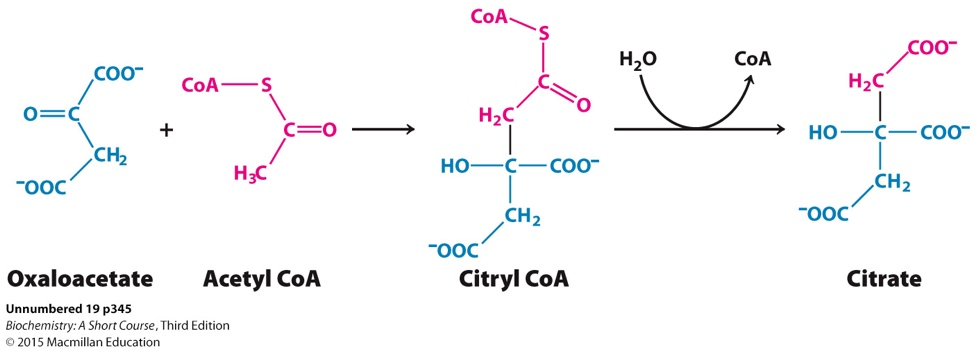 COO⁻
O=C
CH₂
⁻OOC
Oxaloacetate
+
CoA—S
C=O
H₃C
Acetyl CoA
CoA
S
C
O
H₂C
HO—C—COO⁻
CH₂
⁻OOC
Citryl CoA
H₂O
CoA
COO⁻
H₂C
HO—C—COO⁻
CH₂
⁻OOC
Citrate
Unnumbered 19 p345
Biochemistry: A Short Course, Third Edition
© 2015 Macmillan Education